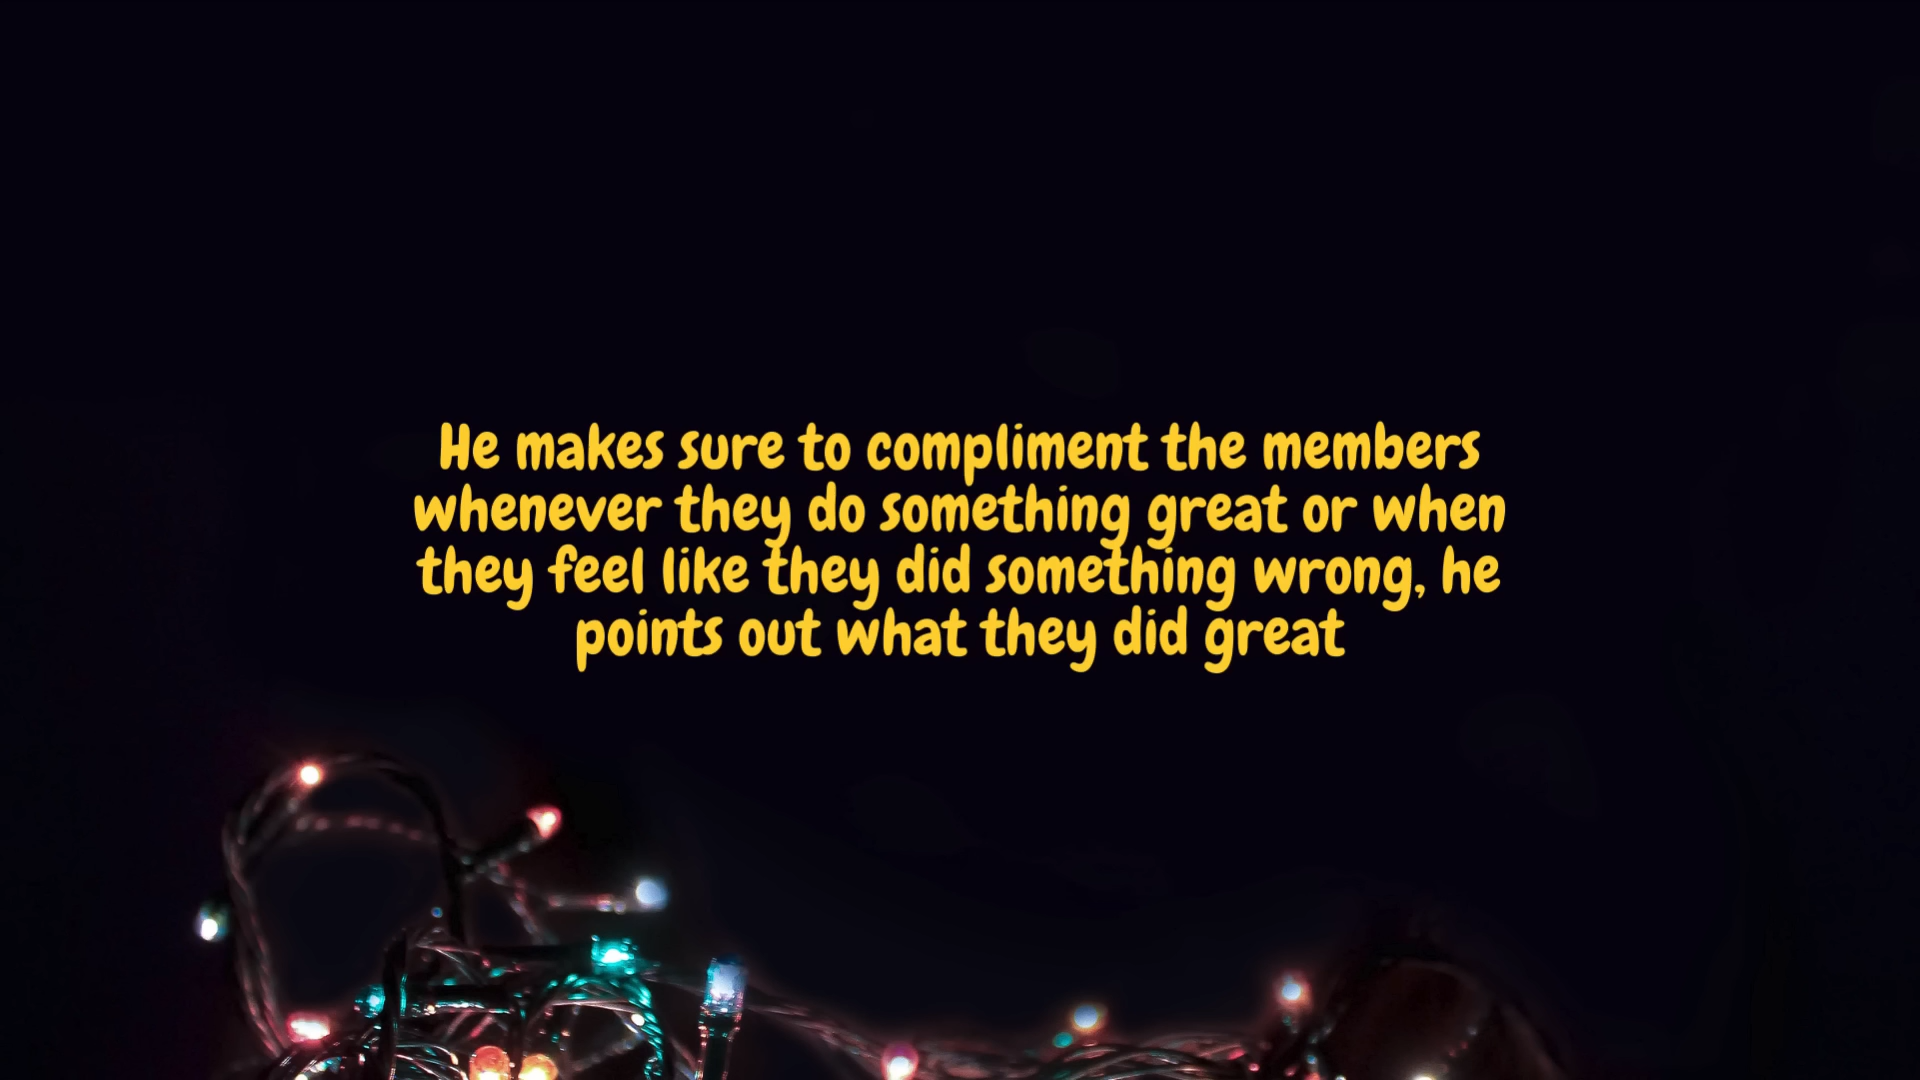 He makes sure to compliment the members
whenever they do something great or when
they feel like they did something wrong, he
points out what they did great